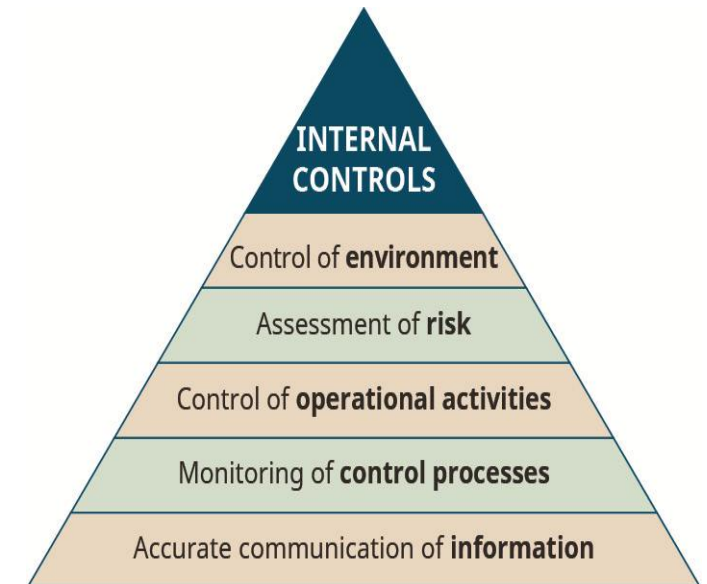 INTERNAL
CONTROLS
Control of environment
Assessment of risk
Control of operational activities
Monitoring of control processes
Accurate communication of information